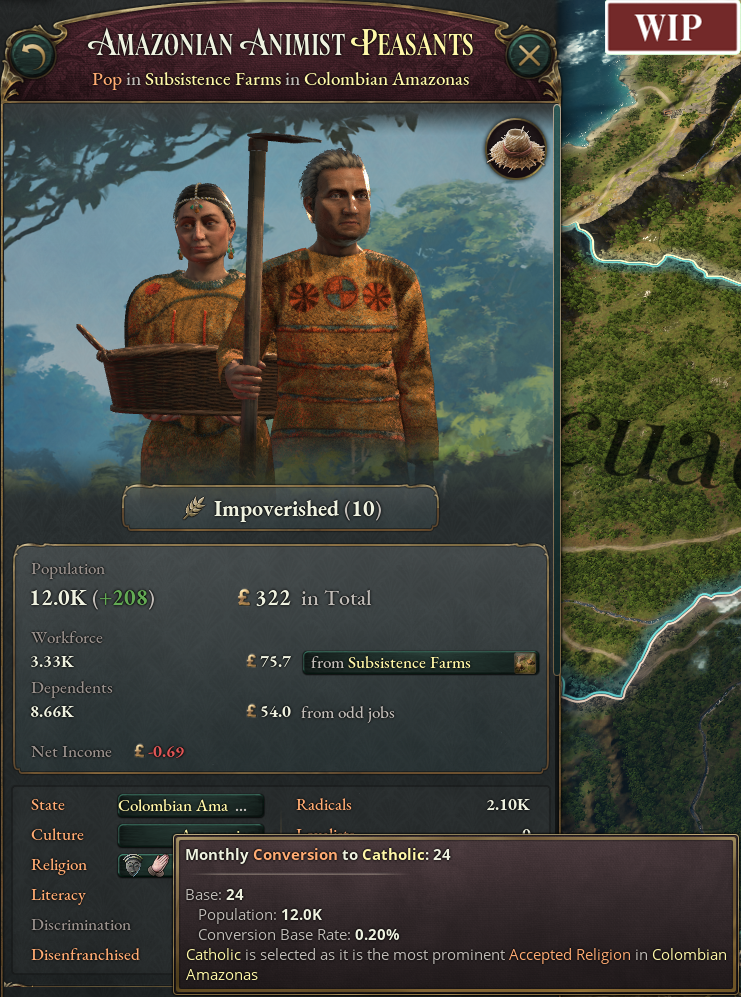 WIP
AMAZONIAN ANIMIST PEASANTS
Pop in Subsistence Farms in Colombian Amazonas
cua
Impoverished (10)
Population
12.0K (+208)
£ 322 in Total
Workforce
3.33K
£ 75.7 from Subsistence Farms
Dependents
8.66K
£ 54.0 from odd jobs
Net Income £ -0.69
State Colombian Ama ...
Radicals 2.10K
Culture
Religion
Literacy
Discrimination
Disenfranchised
Monthly Conversion to Catholic: 24
Base: 24
Population: 12.0K
Conversion Base Rate: 0.20%
Catholic is selected as it is the most prominent Accepted Religion in Colombian
Amazonas